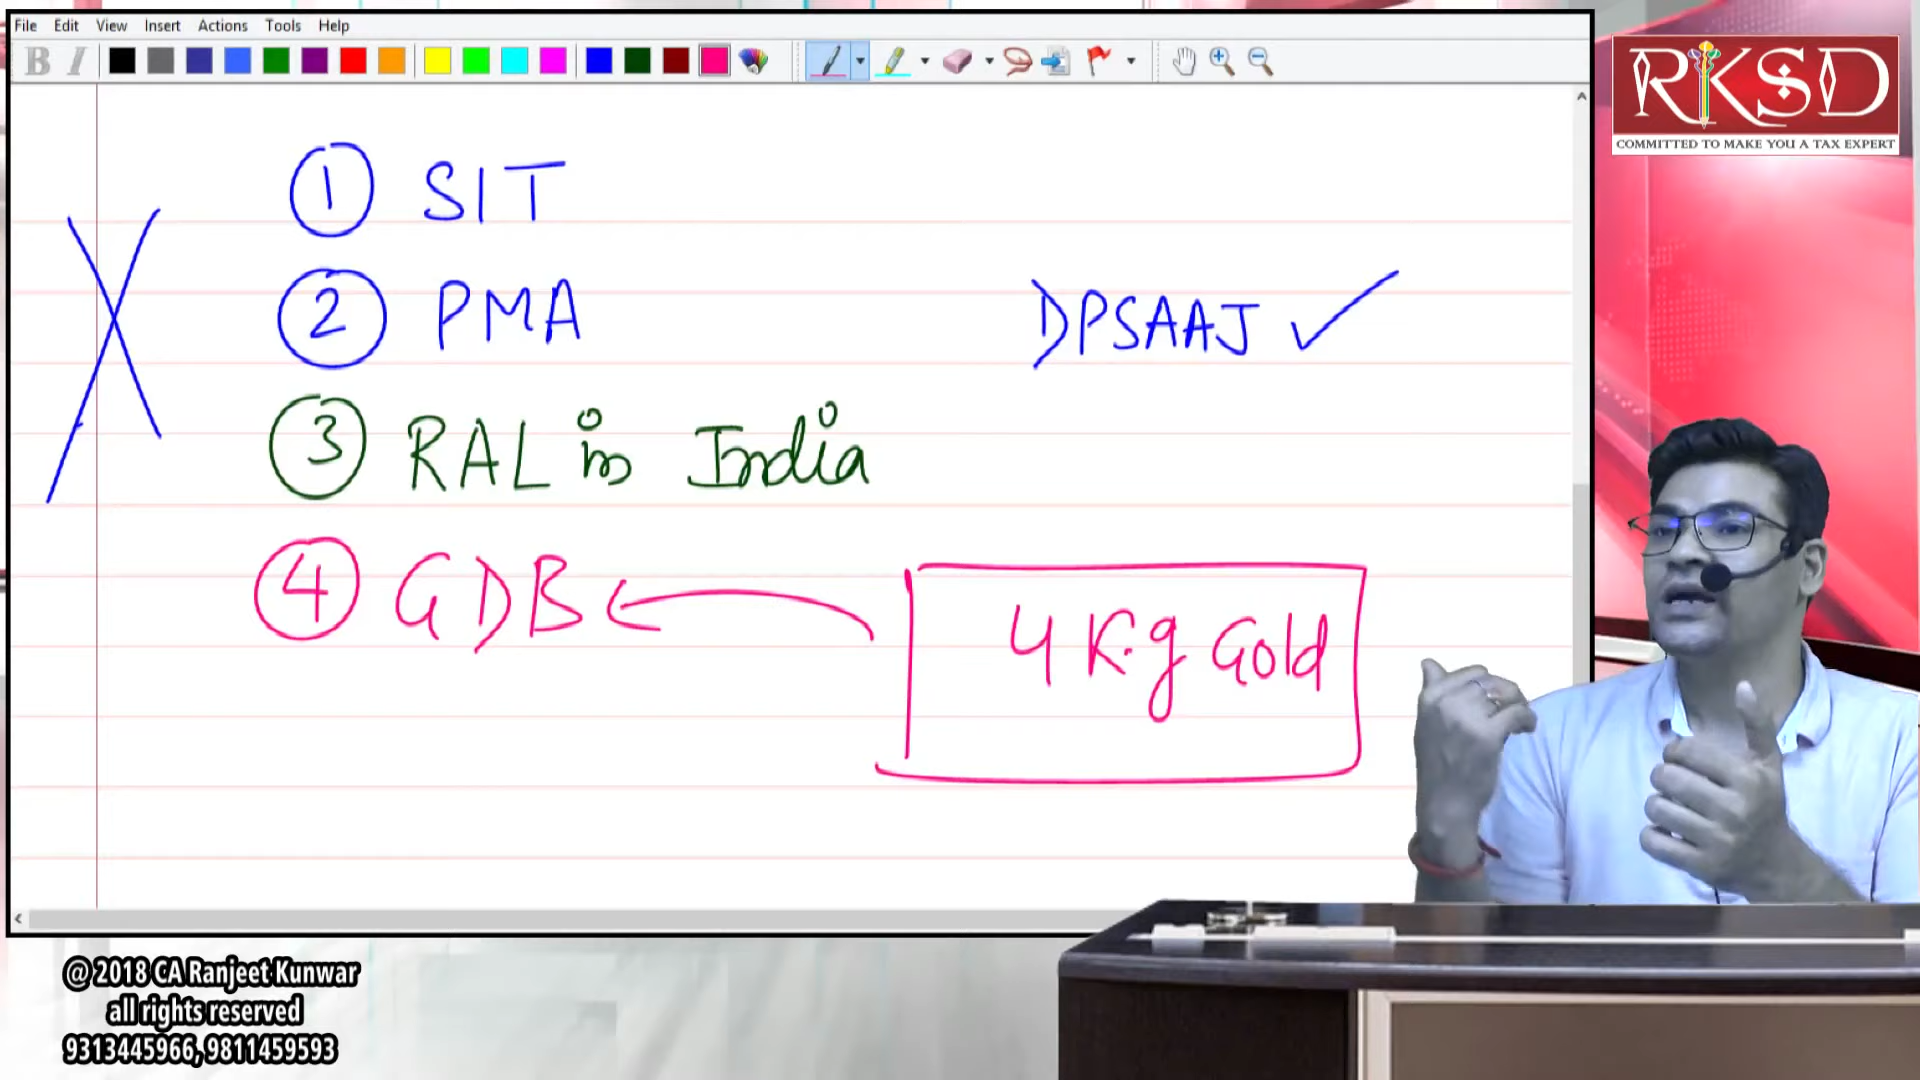 File Edit View Insert Actions Tools Help
B I
RKSD
COMMITTED TO MAKE YOU A TAX EXPERT
1 SIT
2 PMA
DPSAAJ ✓
3 RAL in India
4 GDB
4 Kg Gold
@ 2018 CA Ranjeet Kunwar
all rights reserved
9313445966, 9811459593